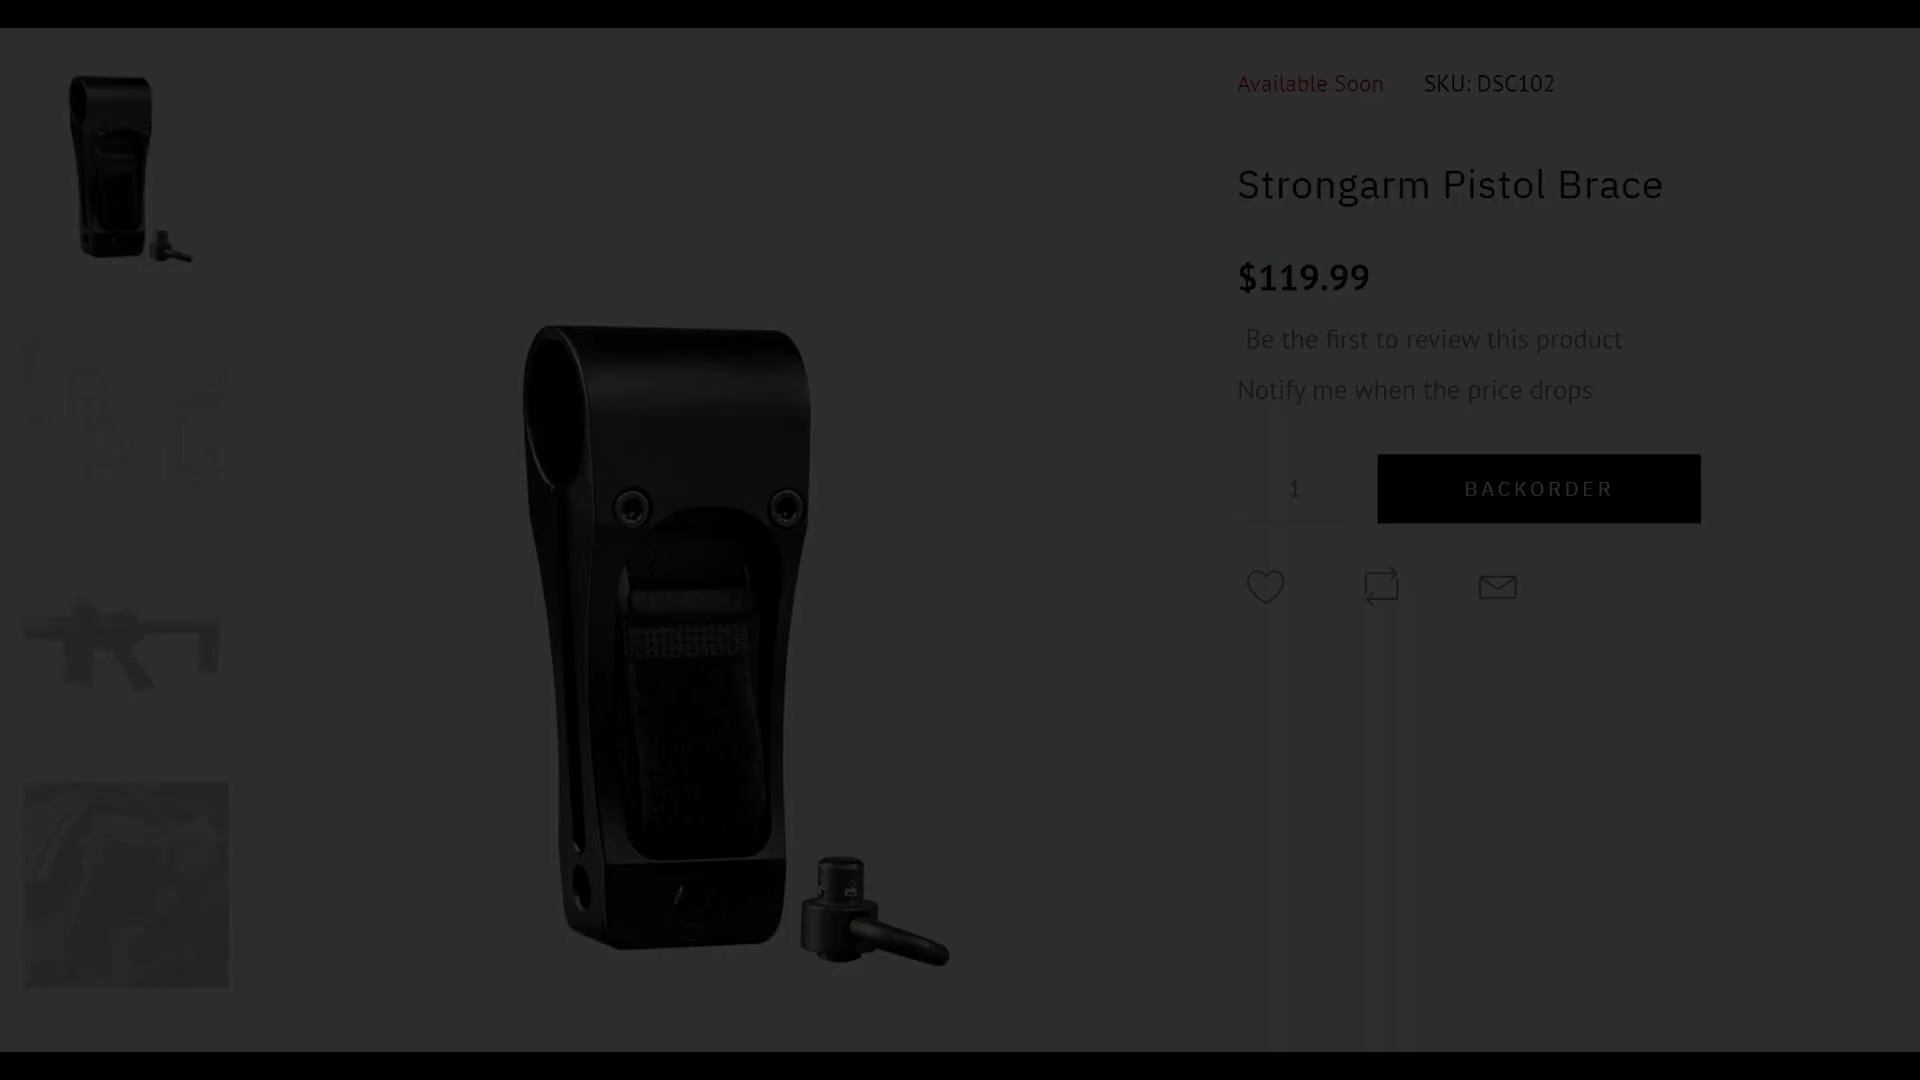 Available Soon SKU: DSC102
Strongarm Pistol Brace
$119.99
Be the first to review this product
Notify me when the price drops
1 BACKORDER